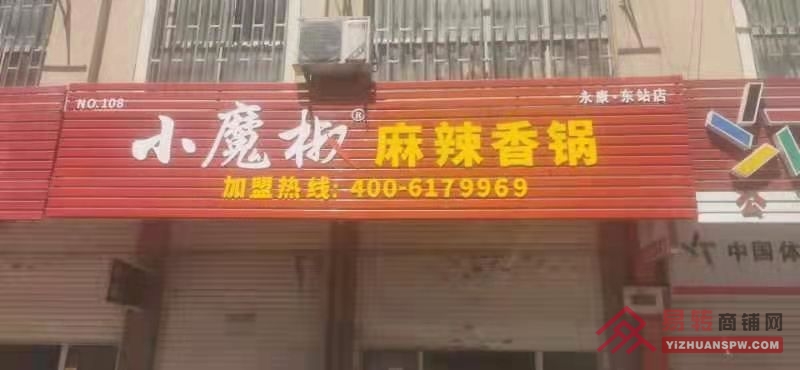 NO.108
永康·东站店
小魔椒® 麻辣香锅
加盟热线: 400-6179969
公
中国体
易转商铺网
YIZHUANSPW.COM